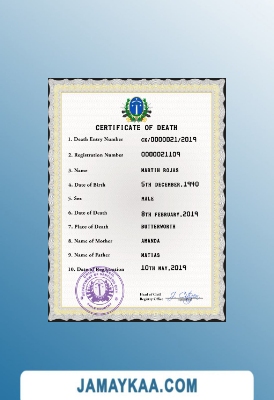 CERTIFICATE OF DEATH
1. Death Entry Number CK/0000021/2019
2. Registration Number 0000021109
3. Name MARTIN ROJAS
4. Date of Birth 5TH DECEMBER, 1940
5. Sex MALE
6. Date of Death 8TH FEBRUARY, 2019
7. Place of Death BUTTERWORTH
8. Name of Mother AMANDA
9. Name of Father MATIAS
10. Date of Registration 10TH MAY, 2019
Head of Civil
Registry Office
JAMAYKAA.COM